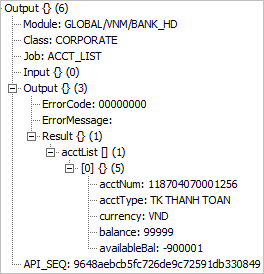 Output {} (6)
Module: GLOBAL/VNM/BANK_HD
Class: CORPORATE
Job: ACCT_LIST
Input {} (0)
Output {} (3)
ErrorCode: 00000000
ErrorMessage:
Result {} (1)
acctList [] (1)
[0] {} (5)
acctNum: 118704070001256
acctType: TK THANH TOAN
currency: VND
balance: 99999
availableBal: -900001
API_SEQ: 9648aebcb5fc726de9c72591db330849